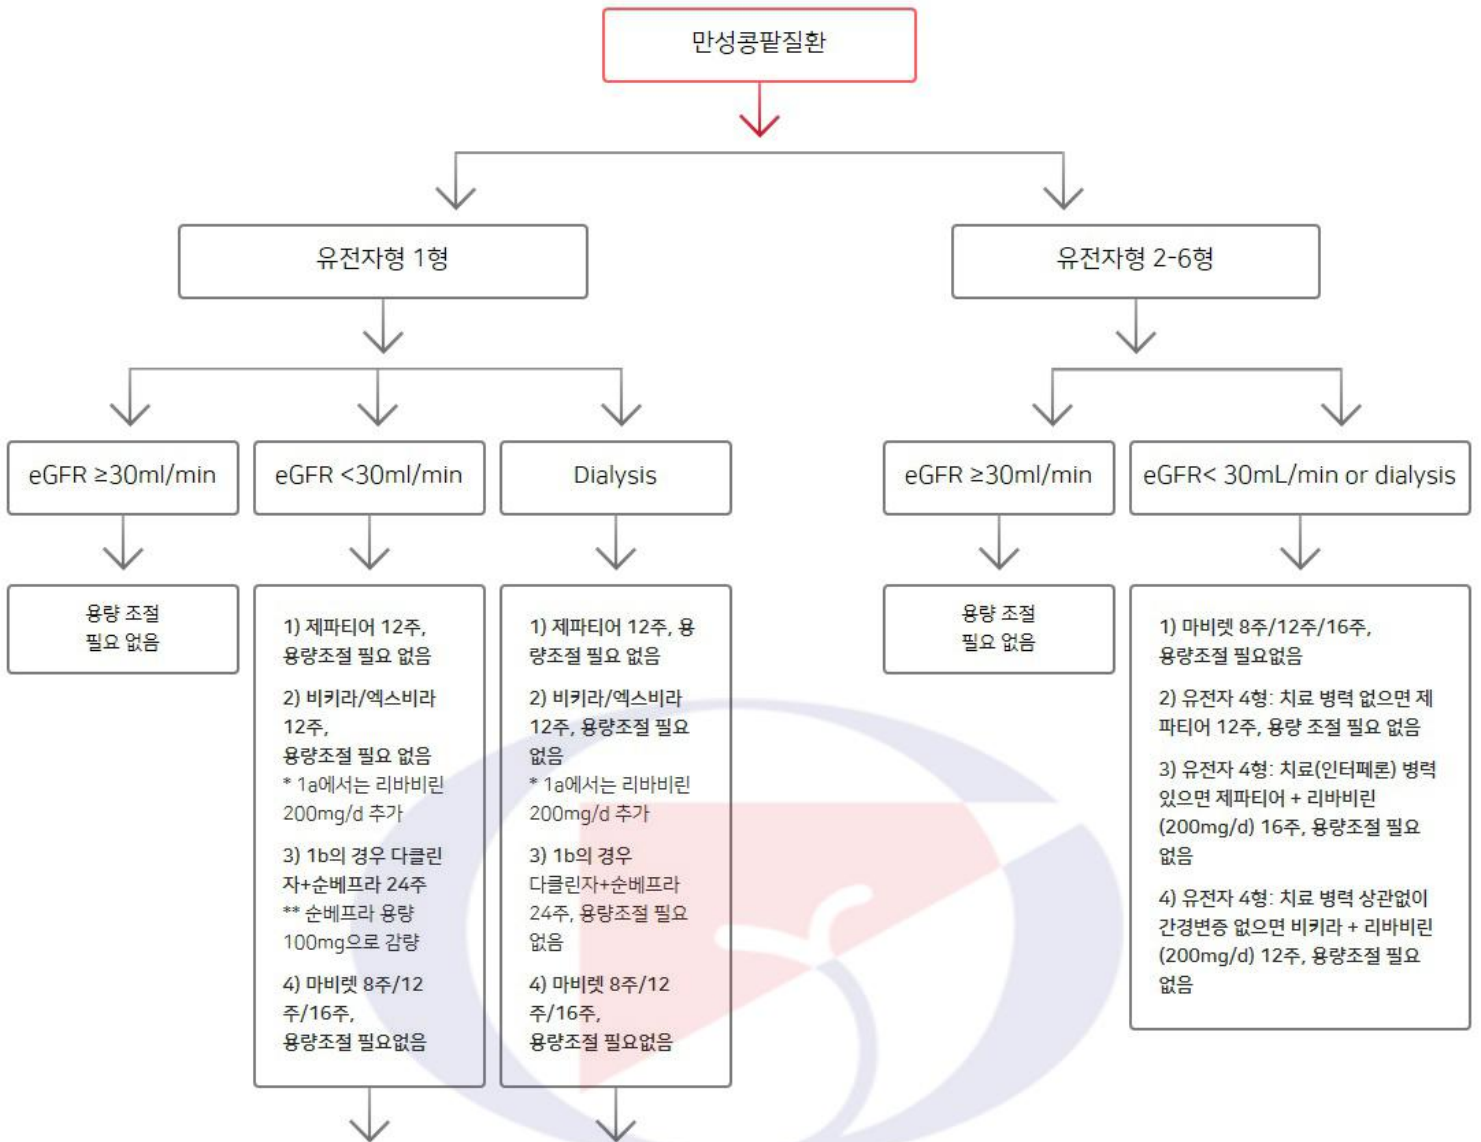 만성콩팥질환
유전자형 1형
유전자형 2-6형
eGFR ≥30ml/min
eGFR <30ml/min
Dialysis
eGFR ≥30ml/min
eGFR< 30mL/min or dialysis
용량 조절
필요 없음
1) 제파티어 12주,
용량조절 필요 없음
2) 비키라/엑스비라
12주,
용량조절 필요 없음
* 1a에서는 리바비린
200mg/d 추가
3) 1b의 경우 다클린
자+순베프라 24주
** 순베프라 용량
100mg으로 감량
4) 마비렛 8주/12
주/16주,
용량조절 필요없음
1) 제파티어 12주, 용
량조절 필요 없음
2) 비키라/엑스비라
12주, 용량조절 필요
없음
* 1a에서는 리바비린
200mg/d 추가
3) 1b의 경우
다클린자+순베프라
24주, 용량조절 필요
없음
4) 마비렛 8주/12
주/16주,
용량조절 필요없음
용량 조절
필요 없음
1) 마비렛 8주/12주/16주,
용량조절 필요없음
2) 유전자 4형: 치료 병력 없으면 제
파티어 12주, 용량 조절 필요 없음
3) 유전자 4형: 치료(인터페론) 병력
있으면 제파티어 + 리바비린
(200mg/d) 16주, 용량조절 필요
없음
4) 유전자 4형: 치료 병력 상관없이
간경변증 없으면 비키라 + 리바비린
(200mg/d) 12주, 용량조절 필요
없음